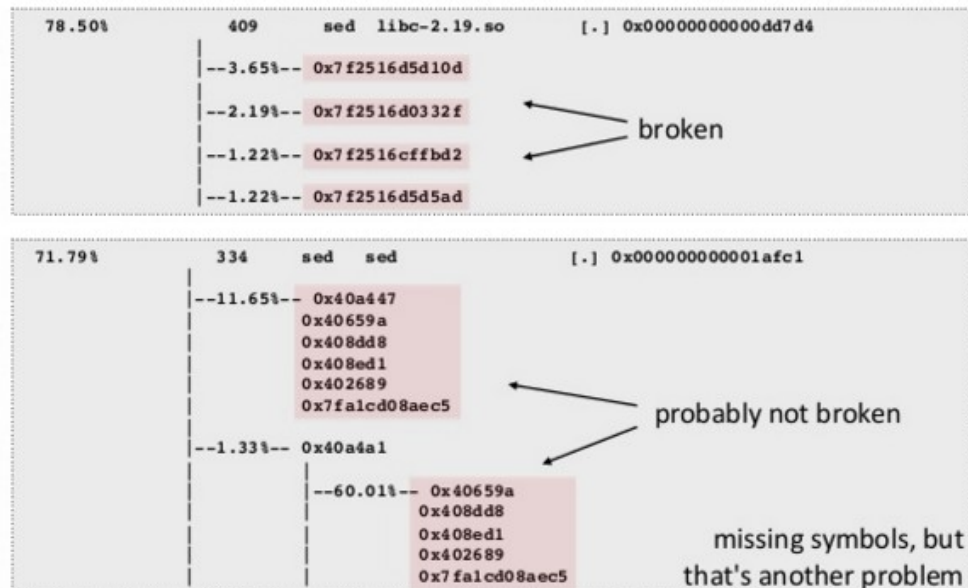 78.50% 409 sed libc-2.19.so [.] 0x00000000000dd7d4
|
|--3.65%-- 0x7f2516d5d10d
|
|--2.19%-- 0x7f2516d0332f
|
|--1.22%-- 0x7f2516cffbd2
|
|--1.22%-- 0x7f2516d5d5ad
broken
71.79% 334 sed sed [.] 0x000000000001afc1
|
|--11.65%-- 0x40a447
| 0x40659a
| 0x408dd8
| 0x408ed1
| 0x402689
| 0x7fa1cd08aec5
|
|--1.33%-- 0x40a4a1
| |
| |--60.01%-- 0x40659a
| | 0x408dd8
| | 0x408ed1
| | 0x402689
| | 0x7fa1cd08aec5
probably not broken
missing symbols, but
that's another problem